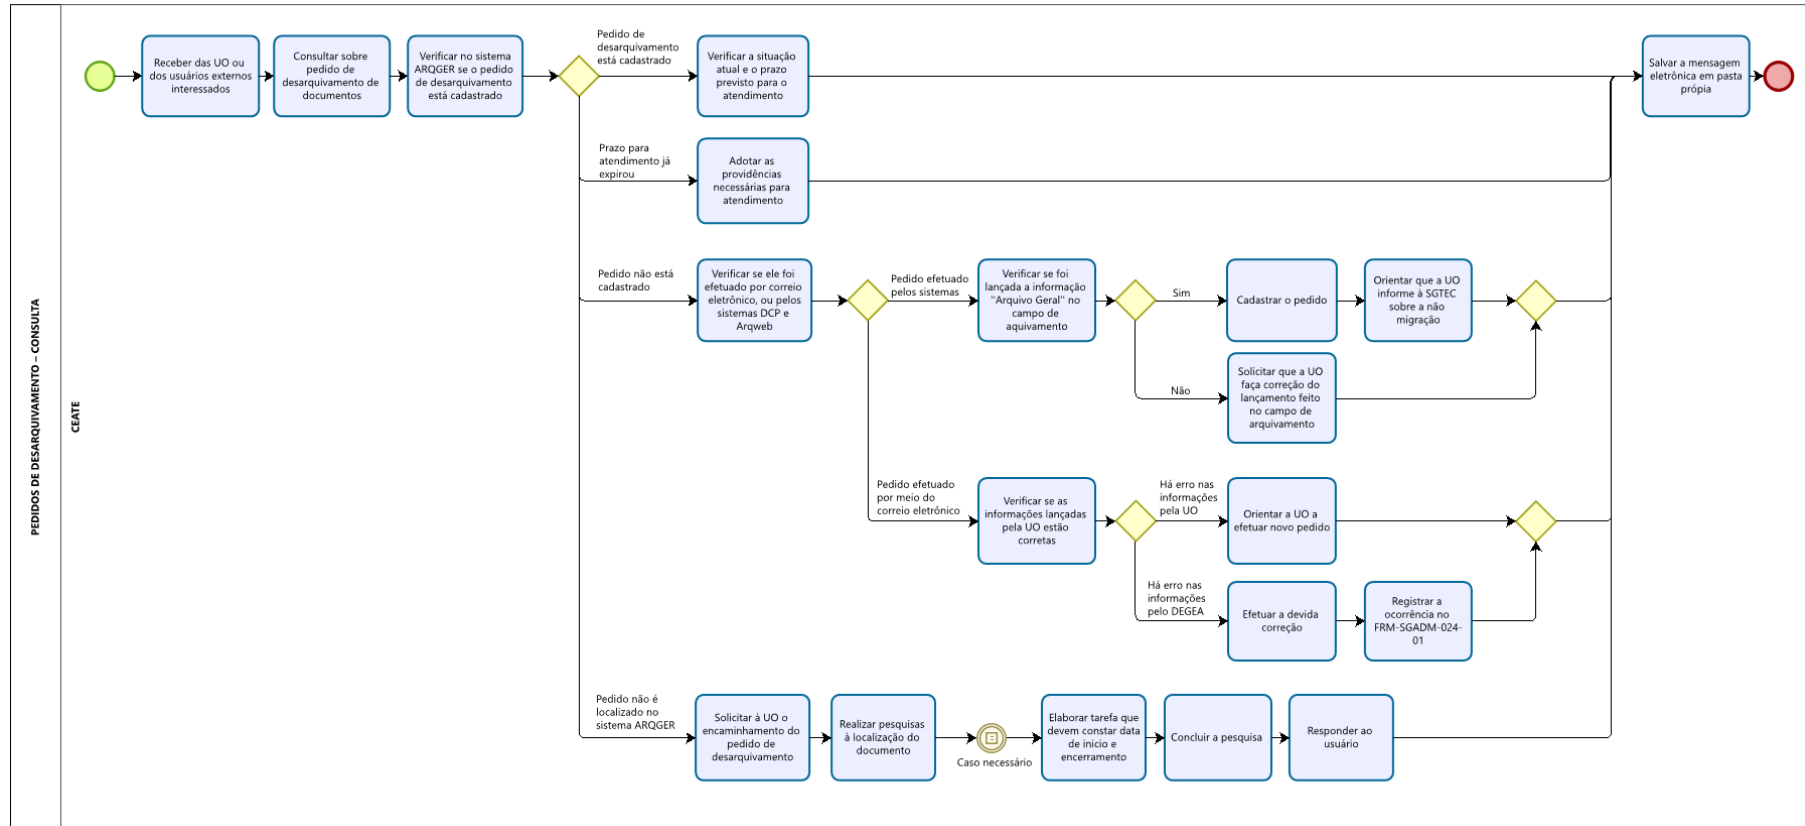 PEDIDOS DE DESARQUIVAMENTO – CONSULTA
CEATE
Receber das UO ou
dos usuários externos
interessados
Consultar sobre
pedido de
desarquivamento de
documentos
Verificar no sistema
ARQGER se o pedido
de desarquivamento
está cadastrado
Pedido de
desarquivamento
está cadastrado
Verificar a situação
atual e o prazo
previsto para o
atendimento
Salvar a mensagem
eletrônica em pasta
própia
Prazo para
atendimento já
expirou
Adotar as
providências
necessárias para
atendimento
Pedido não está
cadastrado
Verificar se ele foi
efetuado por correio
eletrônico, ou pelos
sistemas DCP e
Arqweb
Pedido efetuado
pelos sistemas
Verificar se foi
lançada a informação
"Arquivo Geral" no
campo de
aquivamento
Sim
Cadastrar o pedido
Orientar que a UO
informe à SGTEC
sobre a não
migração
Não
Solicitar que a UO
faça correção do
lançamento feito
no campo de
arquivamento
Pedido efetuado
por meio do
correio eletrônico
Verificar se as
informações lançadas
pela UO estão
corretas
Há erro nas
informações
pela UO
Orientar a UO a
efetuar novo pedido
Há erro nas
informações
pelo DEGEA
Efetuar a devida
correção
Registrar a
ocorrência no
FRM-SGADM-024-
01
Pedido não é
localizado no
sistema ARQGER
Solicitar à UO o
encaminhamento do
pedido de
desarquivamento
Realizar pesquisas
à localização do
documento
Caso necessário
Elaborar tarefa que
devem constar data
de inicio e
encerramento
Concluir a pesquisa
Responder ao
usuário